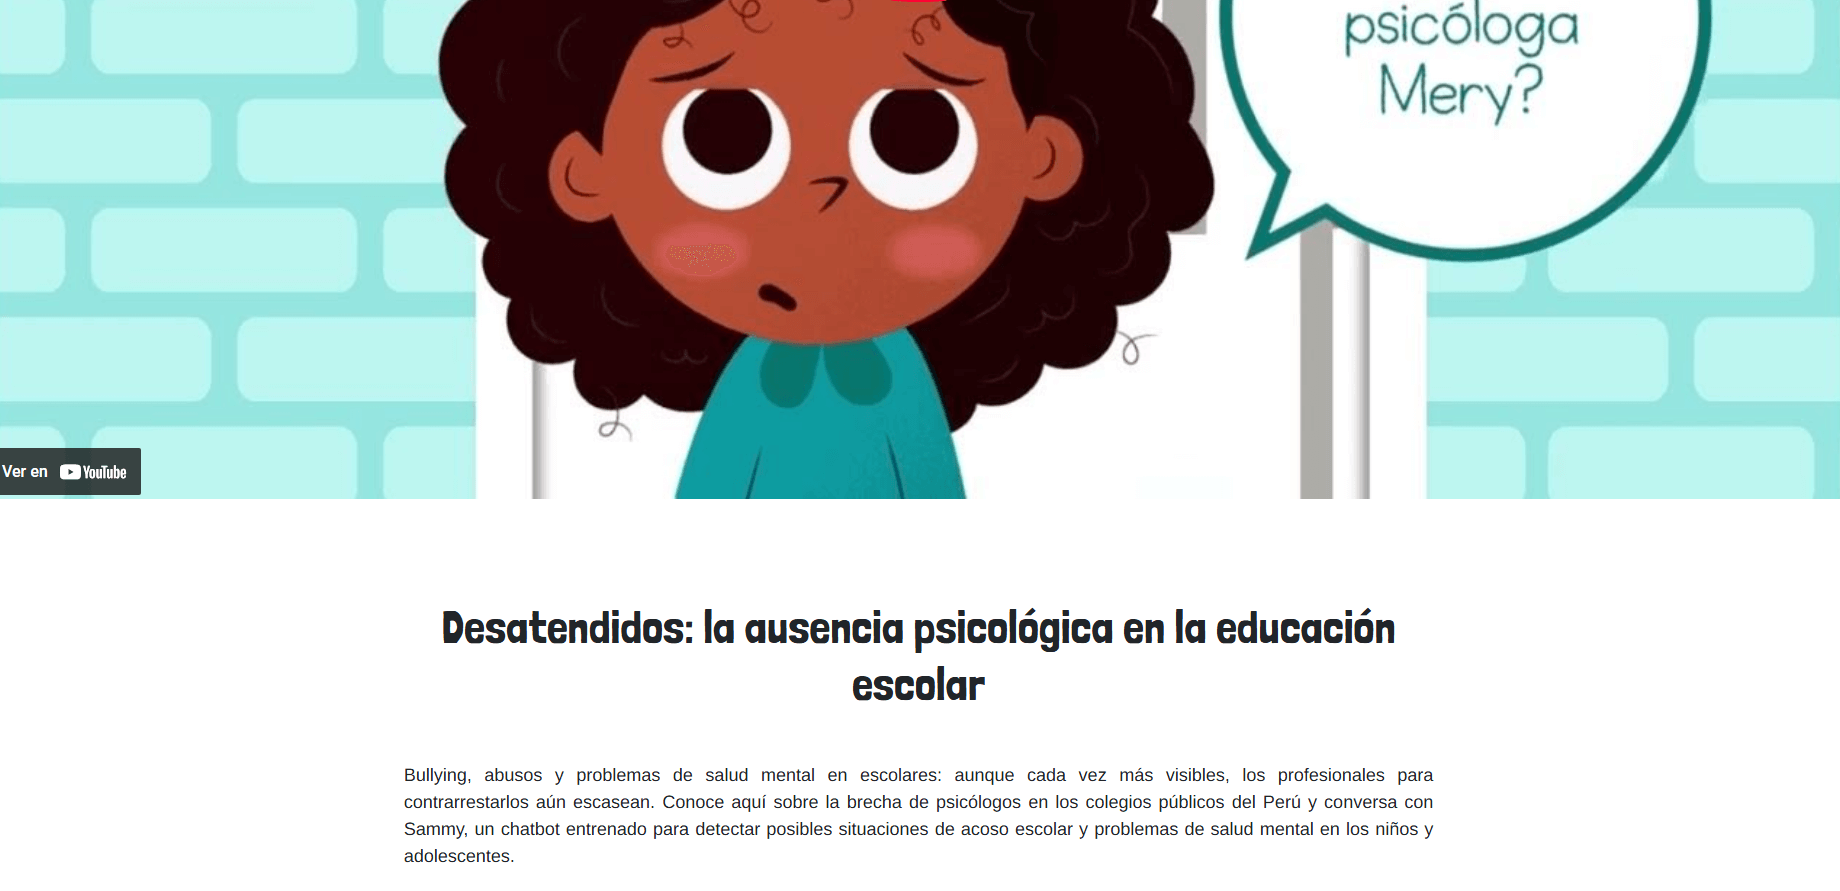 psicóloga
Mery?
Ver en YouTube
Desatendidos: la ausencia psicológica en la educación
escolar
Bullying, abusos y problemas de salud mental en escolares: aunque cada vez más visibles, los profesionales para
contrarrestarlos aún escasean. Conoce aquí sobre la brecha de psicólogos en los colegios públicos del Perú y conversa con
Sammy, un chatbot entrenado para detectar posibles situaciones de acoso escolar y problemas de salud mental en los niños y
adolescentes.